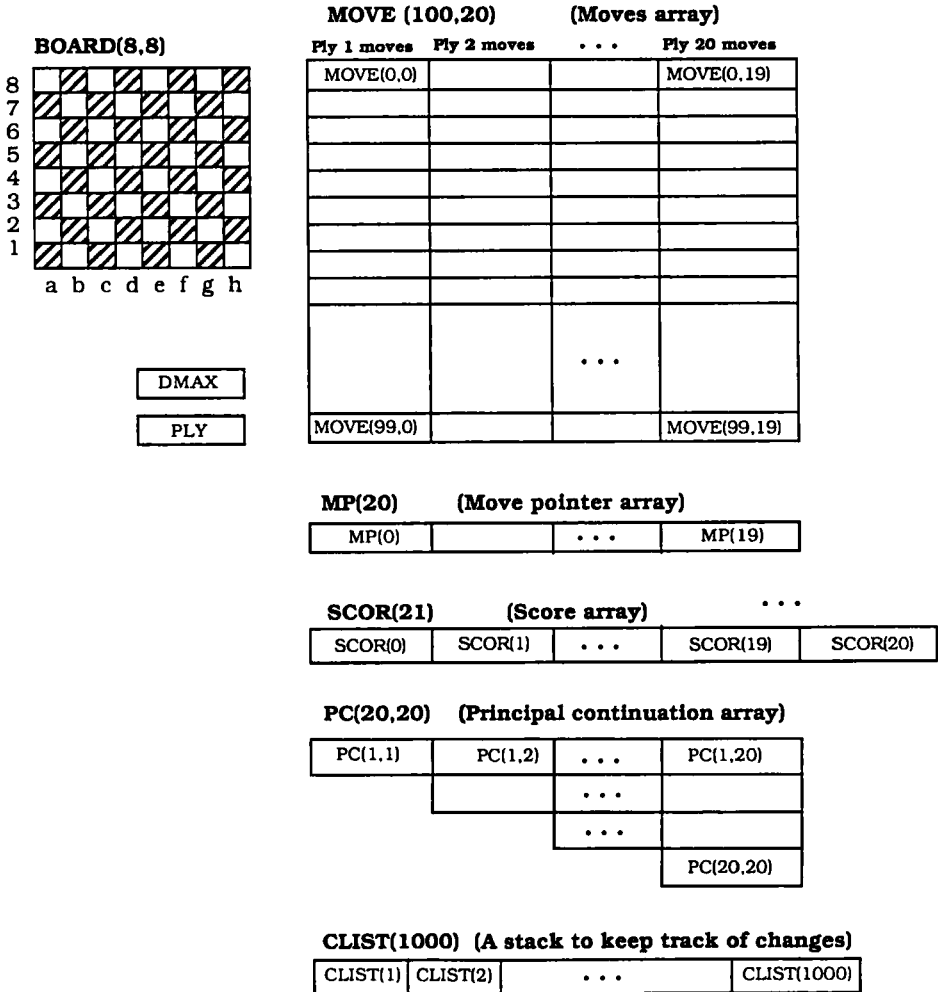 MOVE (100,20) (Moves array)
BOARD(8,8)
Ply 1 moves Ply 2 moves . . . Ply 20 moves
MOVE(0,0) MOVE(0,19)
8
7
6
5
4
3
2
1
a b c d e f g h
. . .
DMAX
PLY
MOVE(99,0) MOVE(99,19)
MP(20) (Move pointer array)
MP(0) . . . MP(19)
. . .
SCOR(21) (Score array)
SCOR(0) SCOR(1) . . . SCOR(19) SCOR(20)
PC(20,20) (Principal continuation array)
PC(1,1) PC(1,2) . . . PC(1,20)
. . .
. . .
PC(20,20)
CLIST(1000) (A stack to keep track of changes)
CLIST(1) CLIST(2) . . . CLIST(1000)